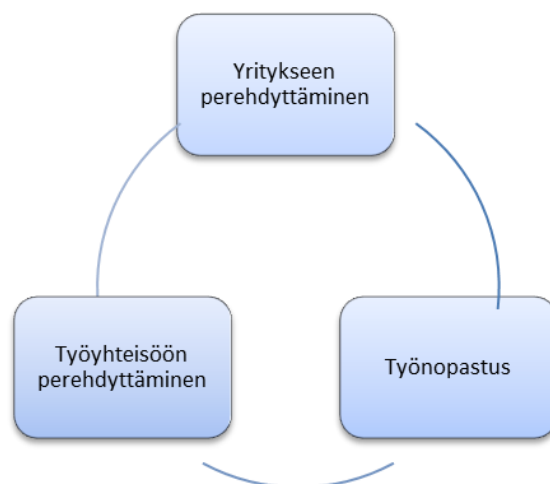 Yritykseen
perehdyttäminen
Työyhteisöön
perehdyttäminen
Työnopastus